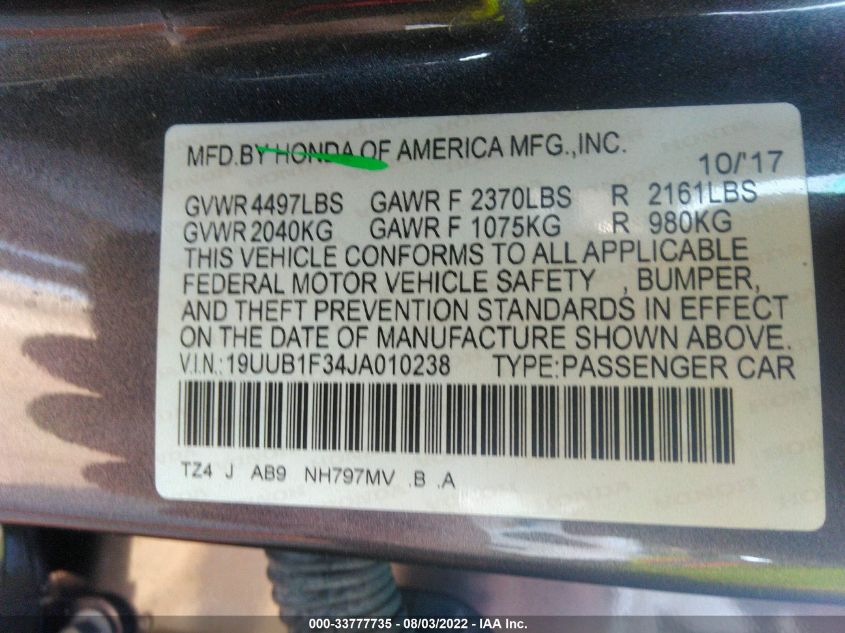 MFD.BY HONDA OF AMERICA MFG.,INC.
10/'17
GVWR 4497LBS GAWR F 2370LBS R 2161LBS
GVWR 2040KG GAWR F 1075KG R 980KG
THIS VEHICLE CONFORMS TO ALL APPLICABLE
FEDERAL MOTOR VEHICLE SAFETY , BUMPER,
AND THEFT PREVENTION STANDARDS IN EFFECT
ON THE DATE OF MANUFACTURE SHOWN ABOVE.
V.I.N.:19UUB1F34JA010238 TYPE:PASSENGER CAR
TZ4 J AB9 NH797MV .B .A
000-33777735 - 08/03/2022 - IAA Inc.